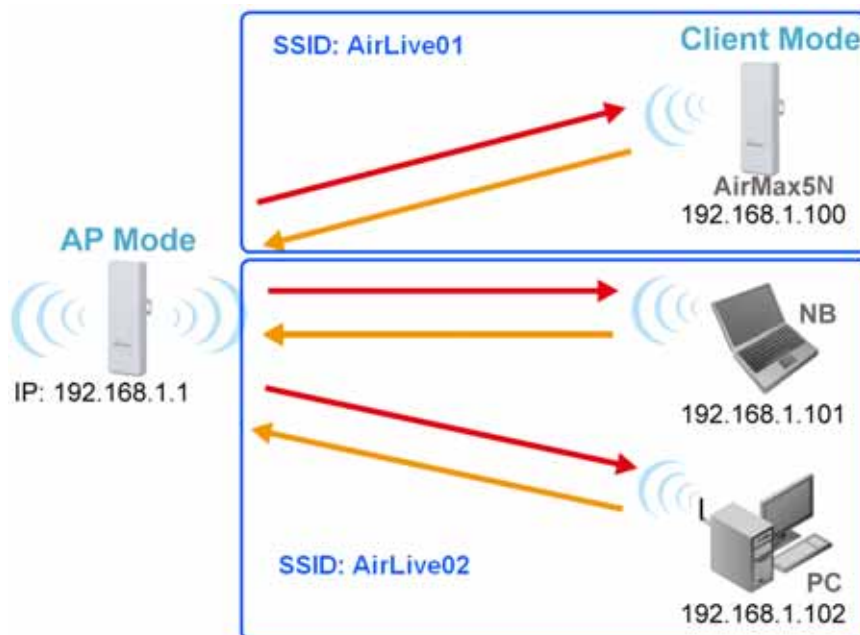 SSID: AirLive01
Client Mode
AirMax5N
192.168.1.100
AP Mode
IP: 192.168.1.1
NB
192.168.1.101
SSID: AirLive02
PC
192.168.1.102